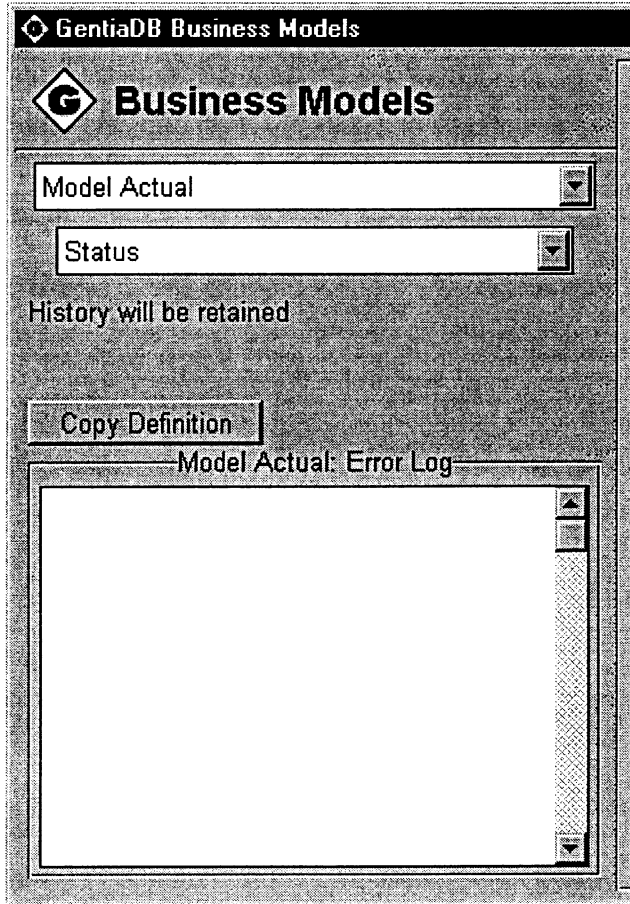 GentiaDB Business Models
G Business Models
Model Actual
Status
History will be retained
Copy Definition
Model Actual: Error Log